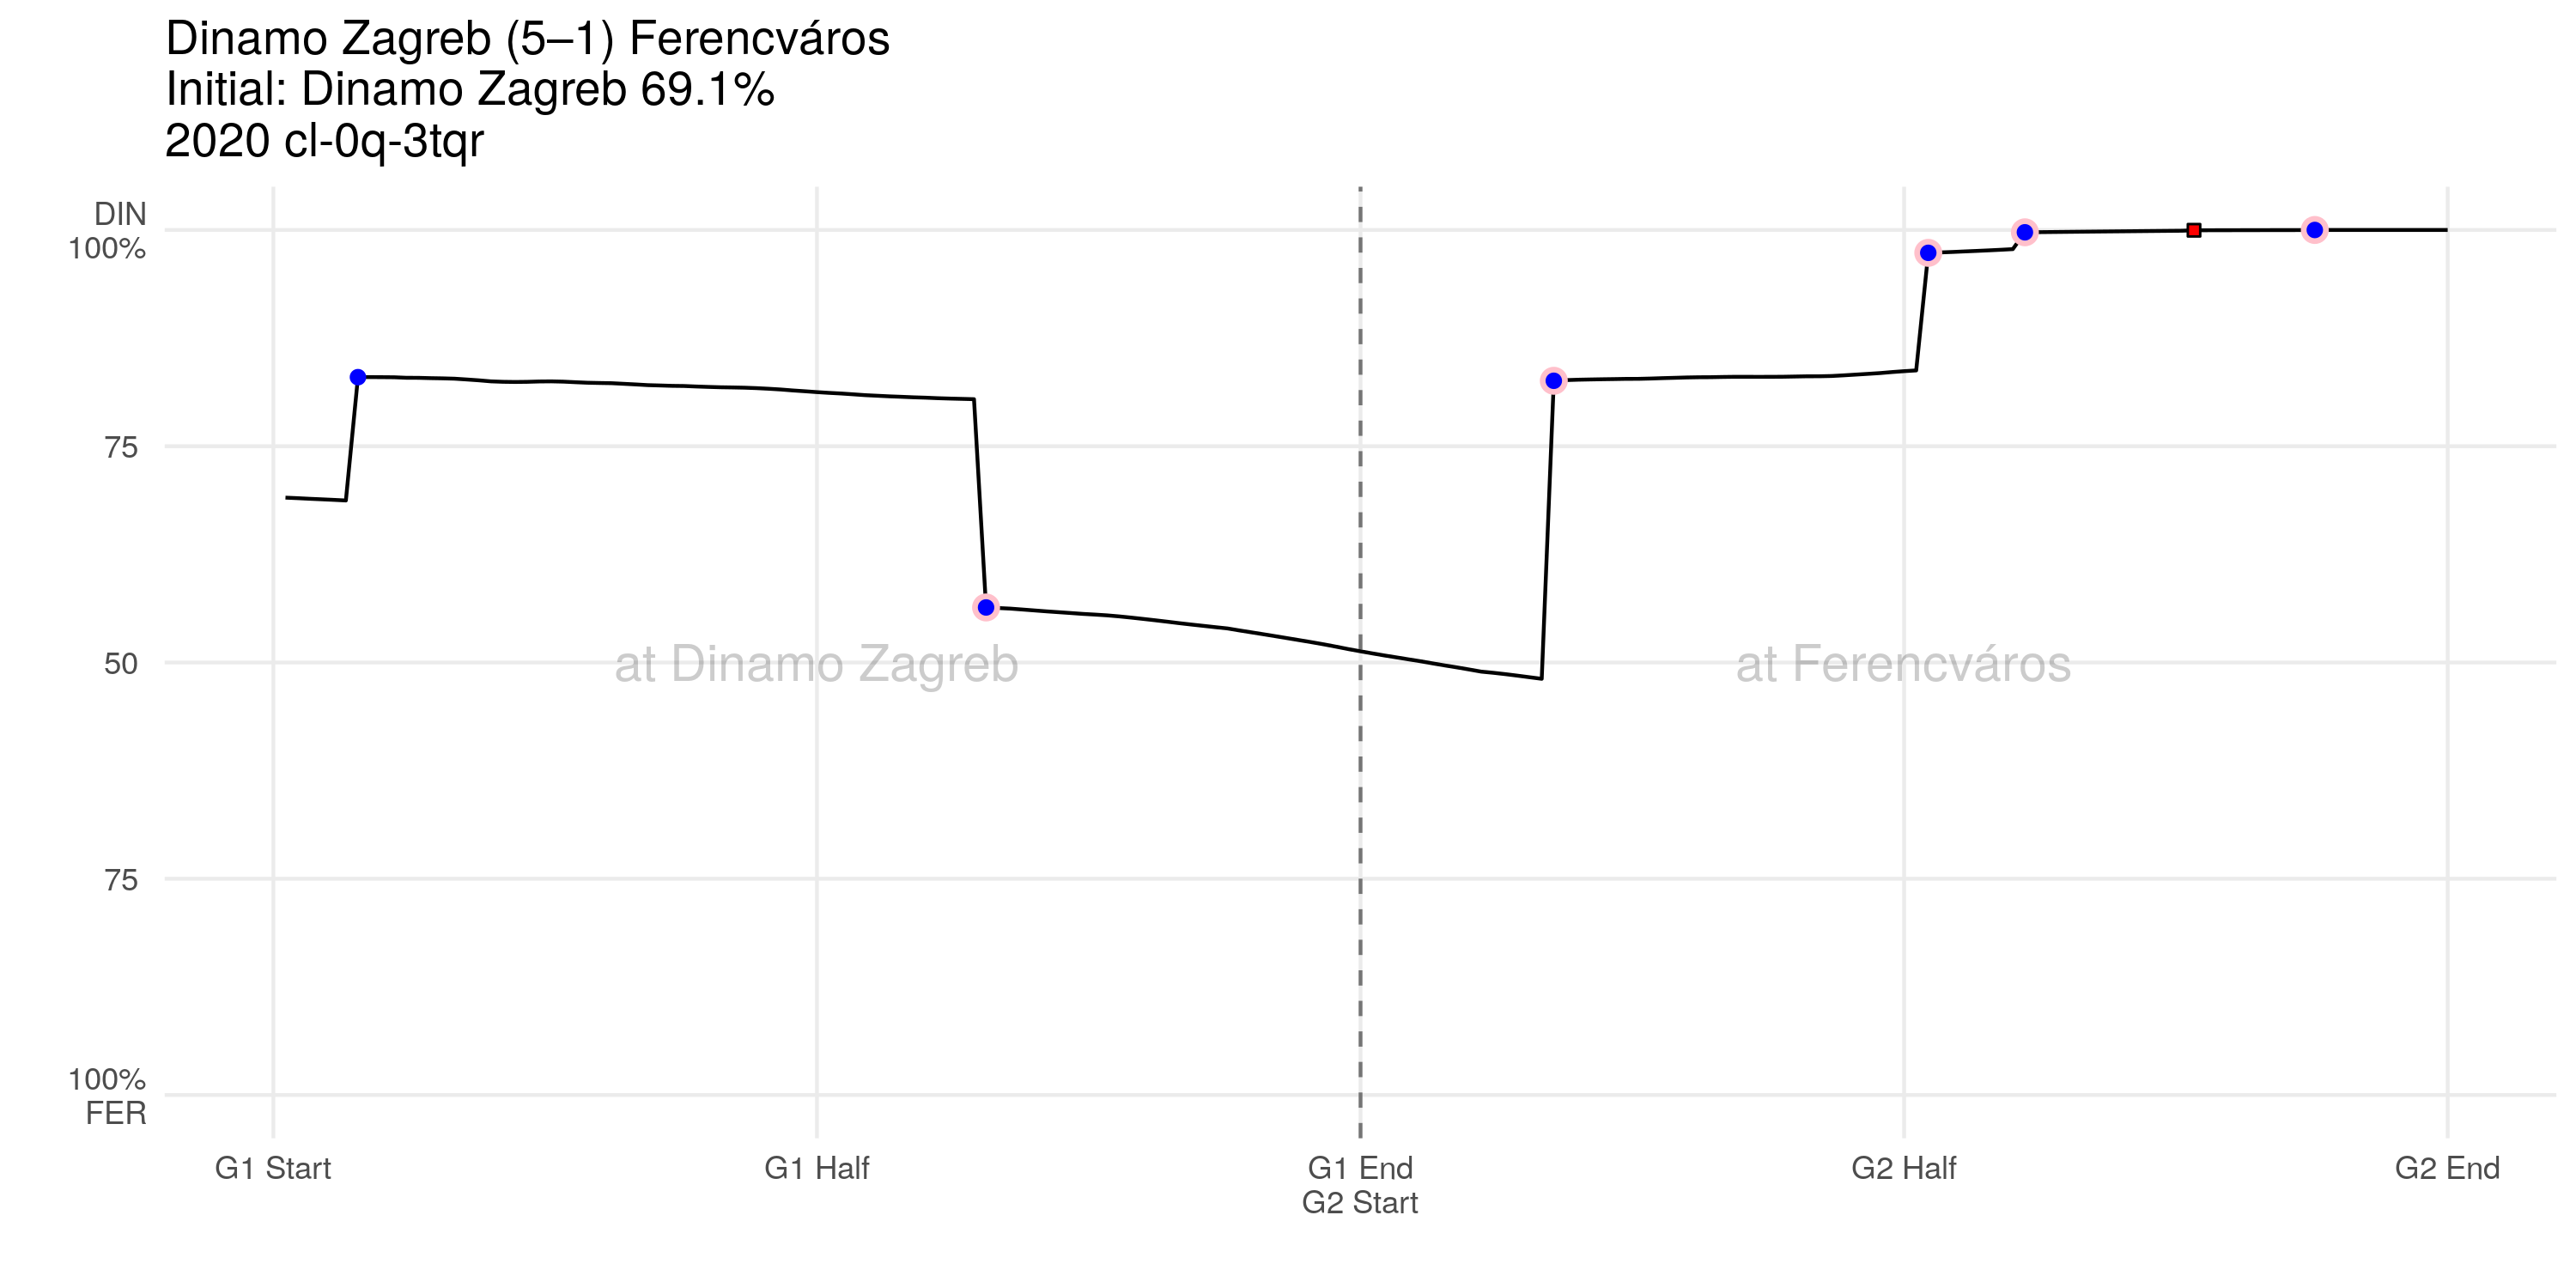 Dinamo Zagreb (5–1) Ferencváros
Initial: Dinamo Zagreb 69.1%
2020 cl-0q-3tqr
DIN
100%
75
50
75
100%
FER
at Dinamo Zagreb
at Ferencváros
G1 Start
G1 Half
G1 End
G2 Start
G2 Half
G2 End